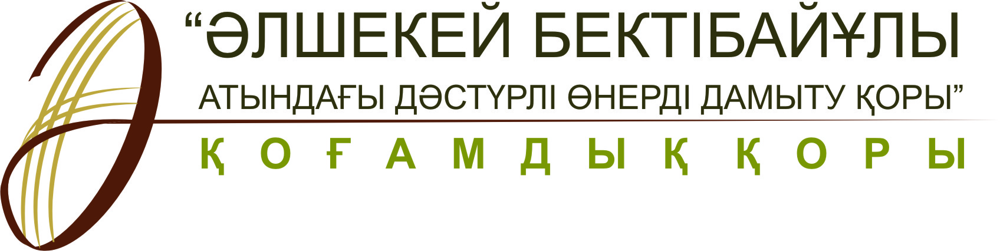 “ӘЛШЕКЕЙ БЕКТІБАЙҰЛЫ
АТЫНДАҒЫ ДӘСТҮРЛІ ӨНЕРДІ ДАМЫТУ ҚОРЫ”
ҚОҒАМДЫҚ ҚОРЫ